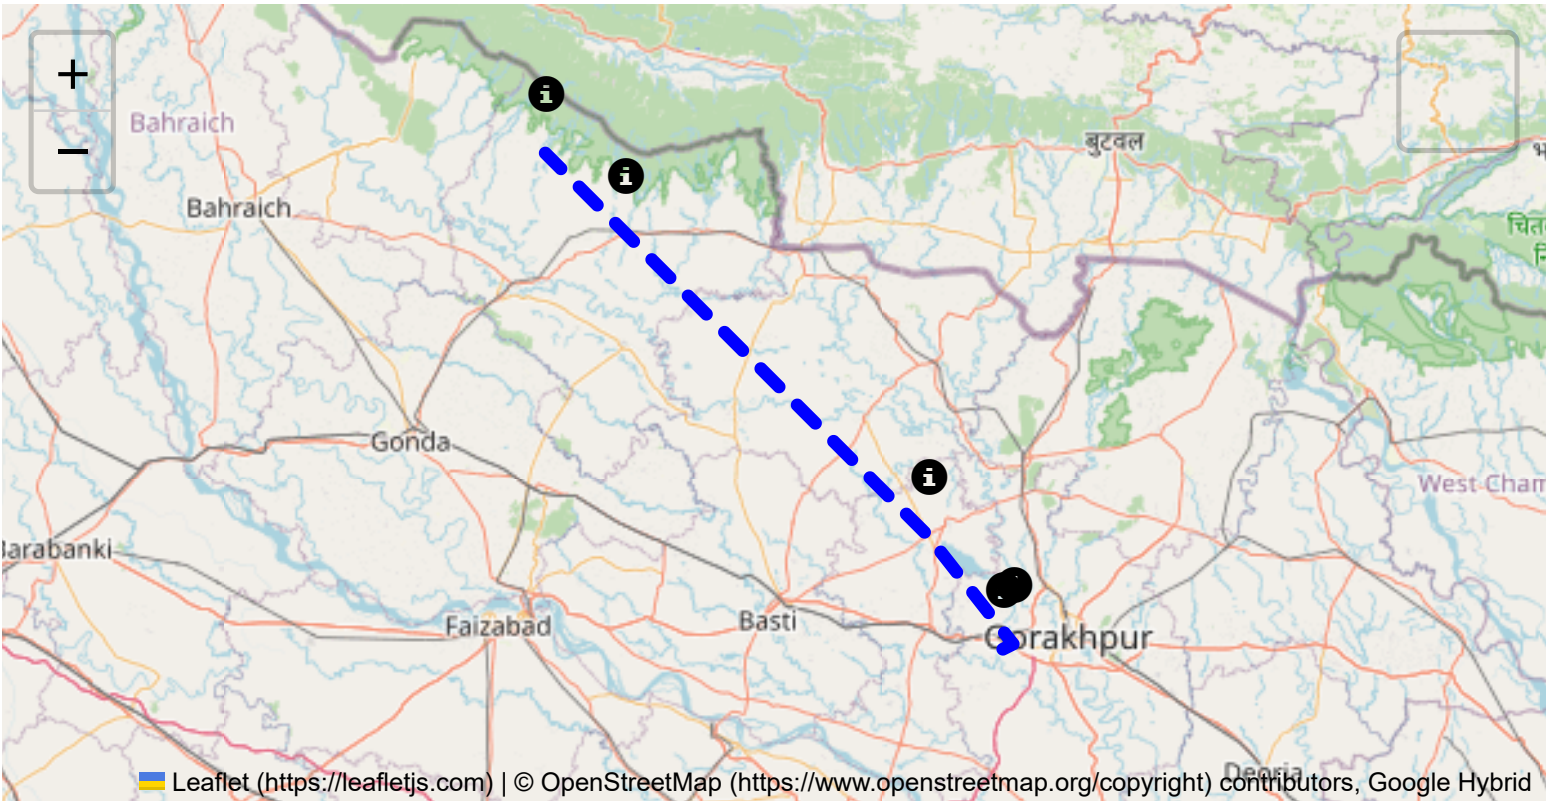 +
Bahraich
−
बुटवल
Bahraich
Gonda
West Cham
Barabanki
Basti
Faizabad
Gorakhpur
Deoria
Leaflet (https://leafletjs.com) | © OpenStreetMap (https://www.openstreetmap.org/copyright) contributors, Google Hybrid